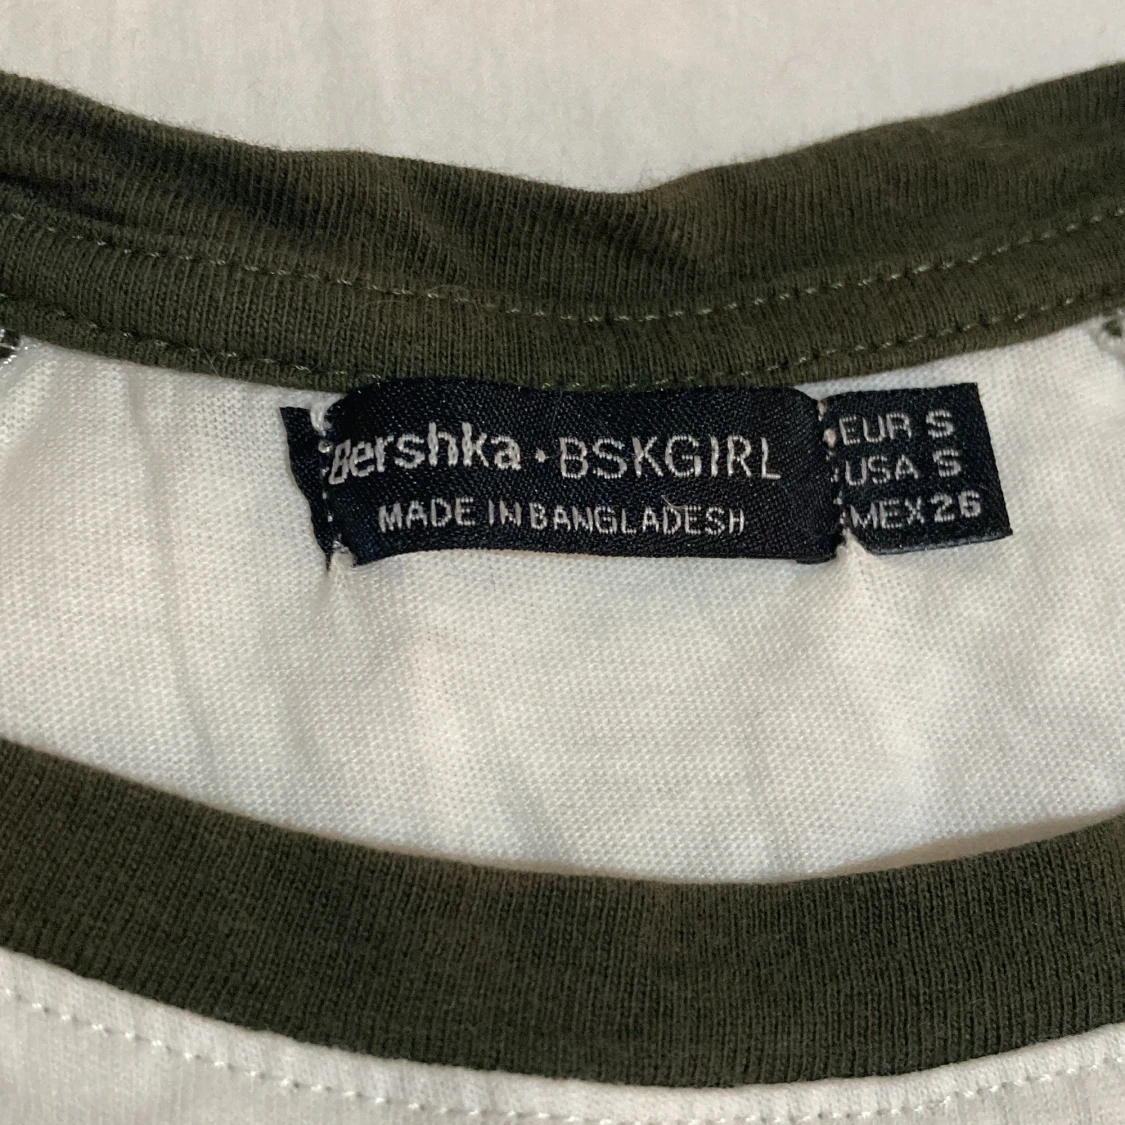 Bershka • BSKGIRL
MADE IN BANGLADESH
EUR S
USA S
MEX 26